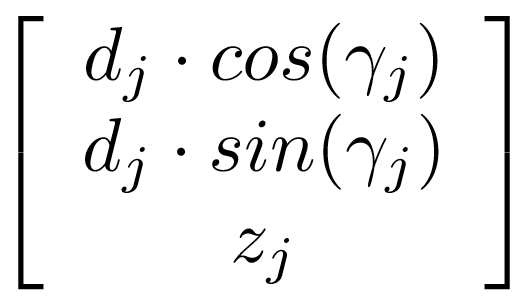 d_j · cos(γ_j)
d_j · sin(γ_j)
z_j